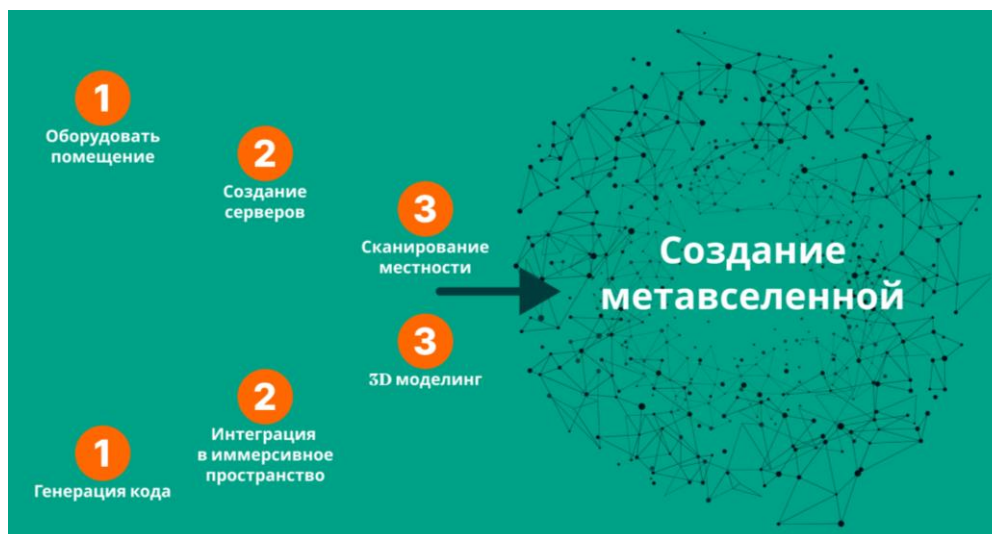 1
Оборудовать
помещение
2
Создание
серверов
3
Сканирование
местности
Создание
метавселенной
3
3D моделинг
2
Интеграция
в иммерсивное
пространство
1
Генерация кода